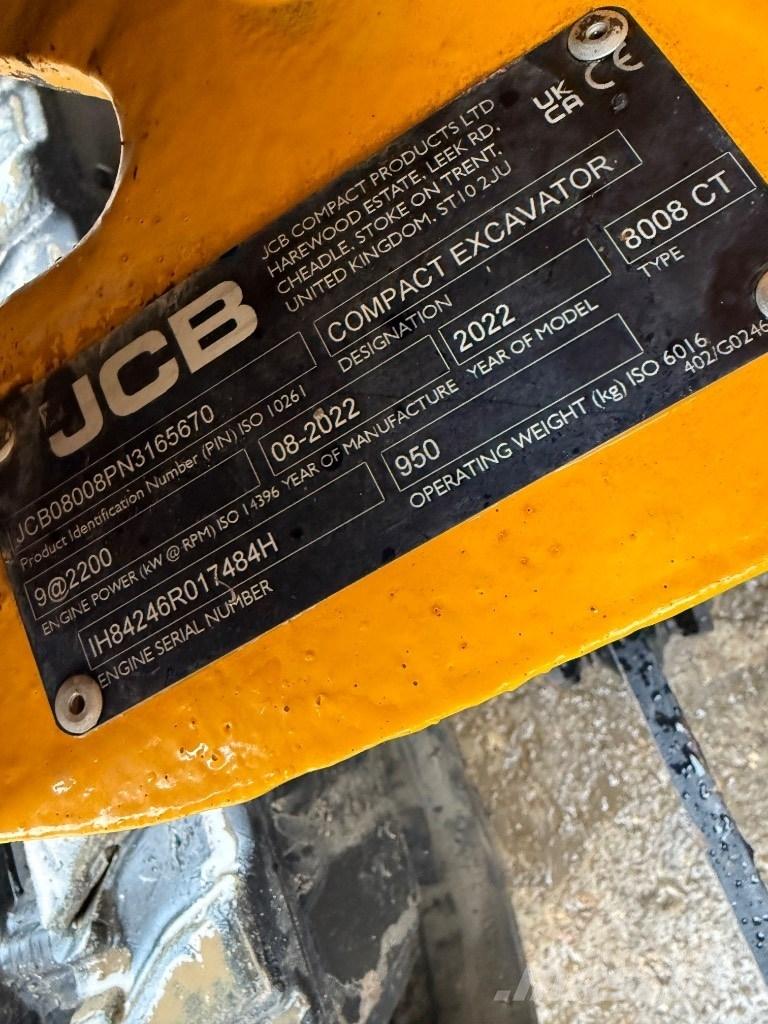 JCB
JCB COMPACT PRODUCTS LTD
HAREWOOD ESTATE, LEEK RD,
CHEADLE, STOKE ON TRENT,
UNITED KINGDOM. ST10 2JU
UK
CA
CE
COMPACT EXCAVATOR
DESIGNATION
8008 CT
TYPE
JCB08008PN3165670
Product Identification Number (PIN) ISO 10261
08-2022
YEAR OF MANUFACTURE
2022
YEAR OF MODEL
9@2200
ENGINE POWER (kW @ RPM) ISO 14396
950
OPERATING WEIGHT (kg) ISO 6016
402/G0246
IH84246R017484H
ENGINE SERIAL NUMBER